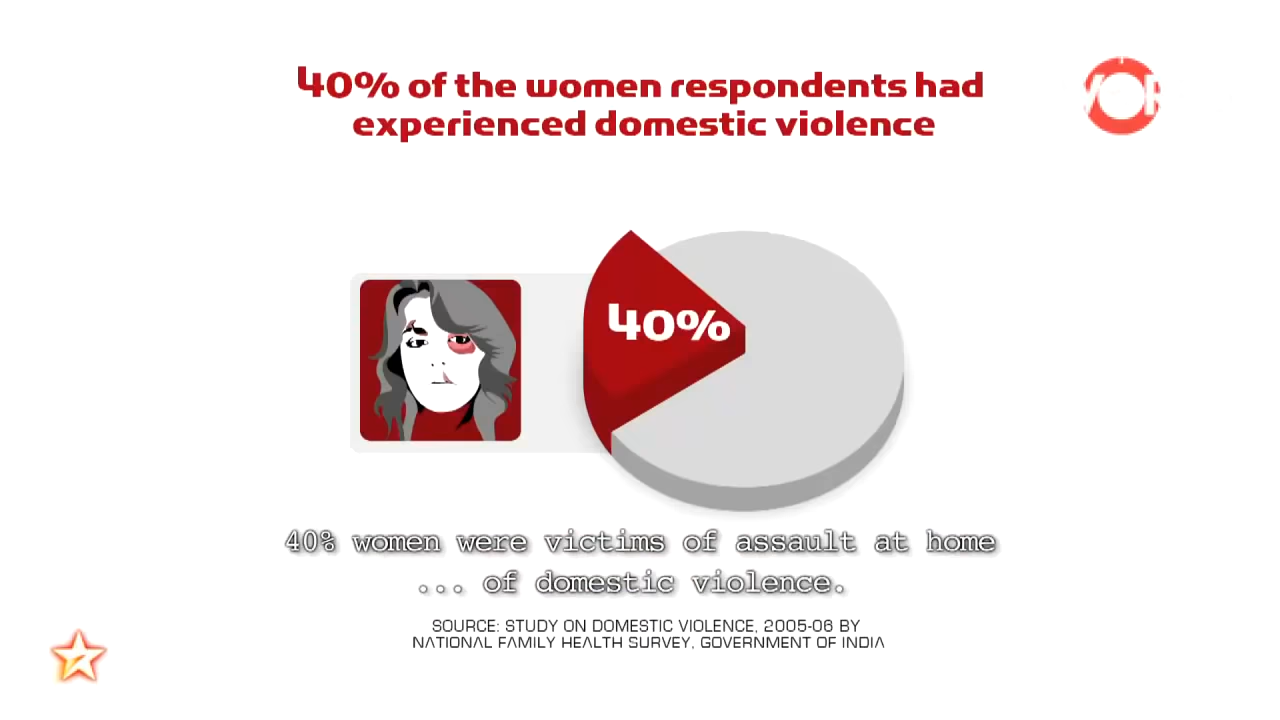 40% of the women respondents had
experienced domestic violence
40%
40% women were victims of assault at home
... of domestic violence.
SOURCE: STUDY ON DOMESTIC VIOLENCE, 2005-06 BY
NATIONAL FAMILY HEALTH SURVEY, GOVERNMENT OF INDIA